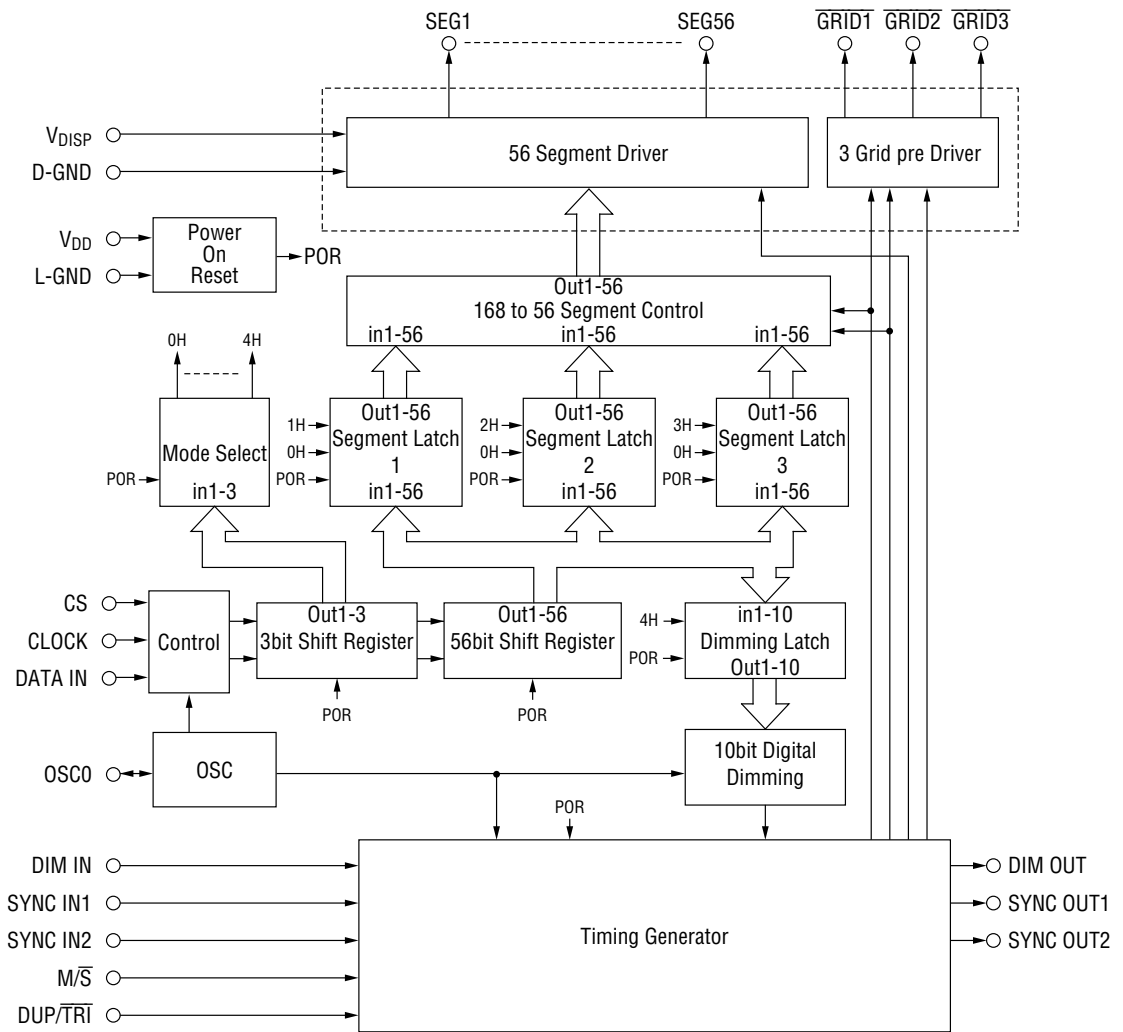 SEG1 SEG56 GRID1 GRID2 GRID3
VDISP
D-GND
56 Segment Driver
3 Grid pre Driver
VDD
L-GND
Power
On
Reset
POR
Out1-56
168 to 56 Segment Control
in1-56 in1-56 in1-56
0H 4H
Mode Select
in1-3
POR
1H
0H
POR
Out1-56
Segment Latch
1
in1-56
2H
0H
POR
Out1-56
Segment Latch
2
in1-56
3H
0H
POR
Out1-56
Segment Latch
3
in1-56
CS
CLOCK
DATA IN
Control
Out1-3
3bit Shift Register
POR
Out1-56
56bit Shift Register
POR
4H
POR
in1-10
Dimming Latch
Out1-10
OSC0
OSC
10bit Digital
Dimming
POR
DIM IN
SYNC IN1
SYNC IN2
M/S
DUP/TRI
Timing Generator
DIM OUT
SYNC OUT1
SYNC OUT2